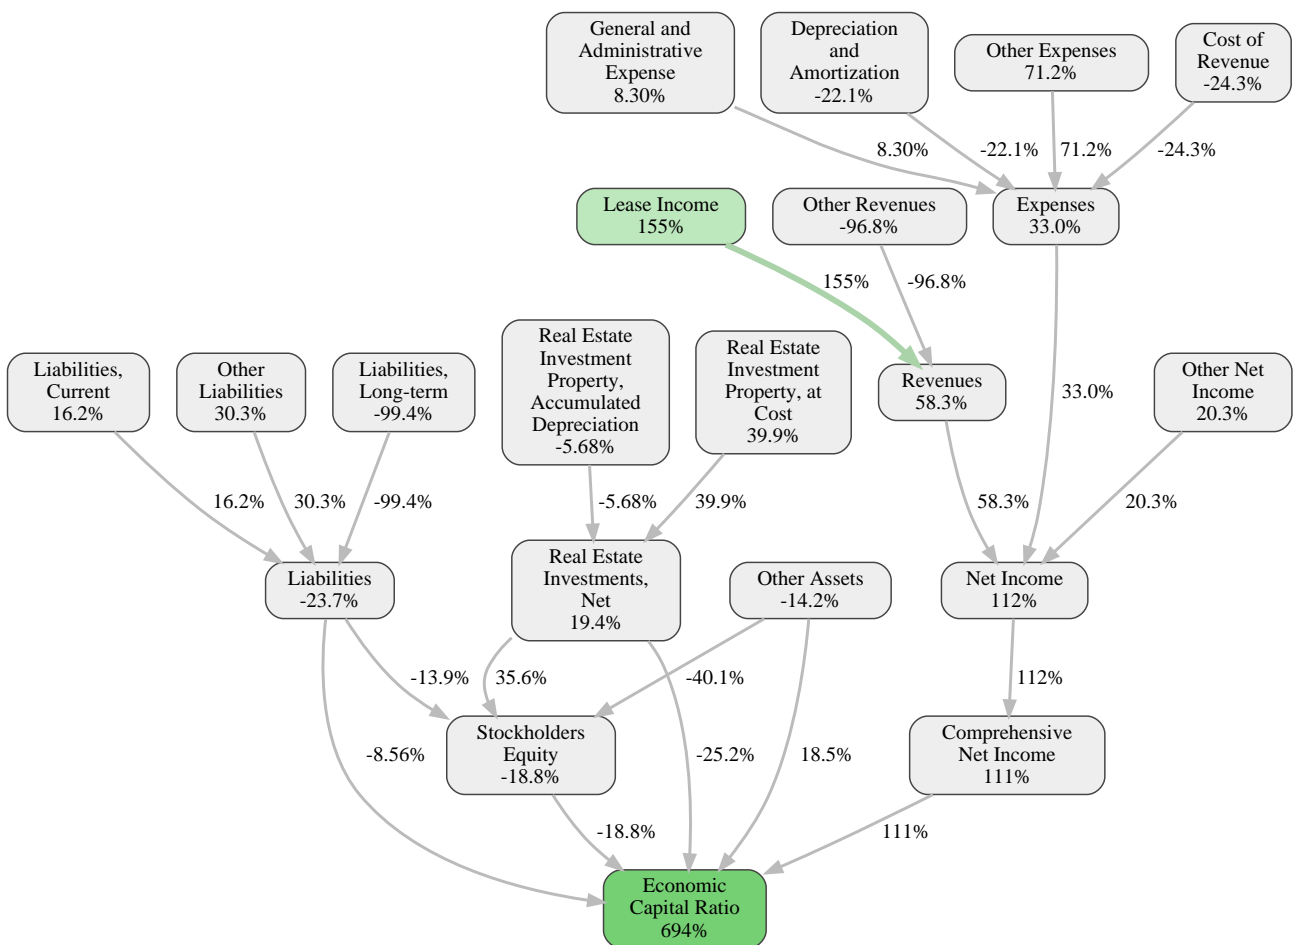 General and
Administrative
Expense
8.30%
Depreciation
and
Amortization
-22.1%
Other Expenses
71.2%
Cost of
Revenue
-24.3%
8.30%
-22.1%
71.2%
-24.3%
Lease Income
155%
Other Revenues
-96.8%
Expenses
33.0%
155%
-96.8%
Liabilities,
Current
16.2%
Other
Liabilities
30.3%
Liabilities,
Long-term
-99.4%
Real Estate
Investment
Property,
Accumulated
Depreciation
-5.68%
Real Estate
Investment
Property, at
Cost
39.9%
Revenues
58.3%
33.0%
Other Net
Income
20.3%
16.2%
30.3%
-99.4%
-5.68%
39.9%
58.3%
20.3%
Liabilities
-23.7%
Real Estate
Investments,
Net
19.4%
Other Assets
-14.2%
Net Income
112%
-13.9%
35.6%
-40.1%
112%
-8.56%
Stockholders
Equity
-18.8%
-25.2%
18.5%
Comprehensive
Net Income
111%
-18.8%
111%
Economic
Capital Ratio
694%